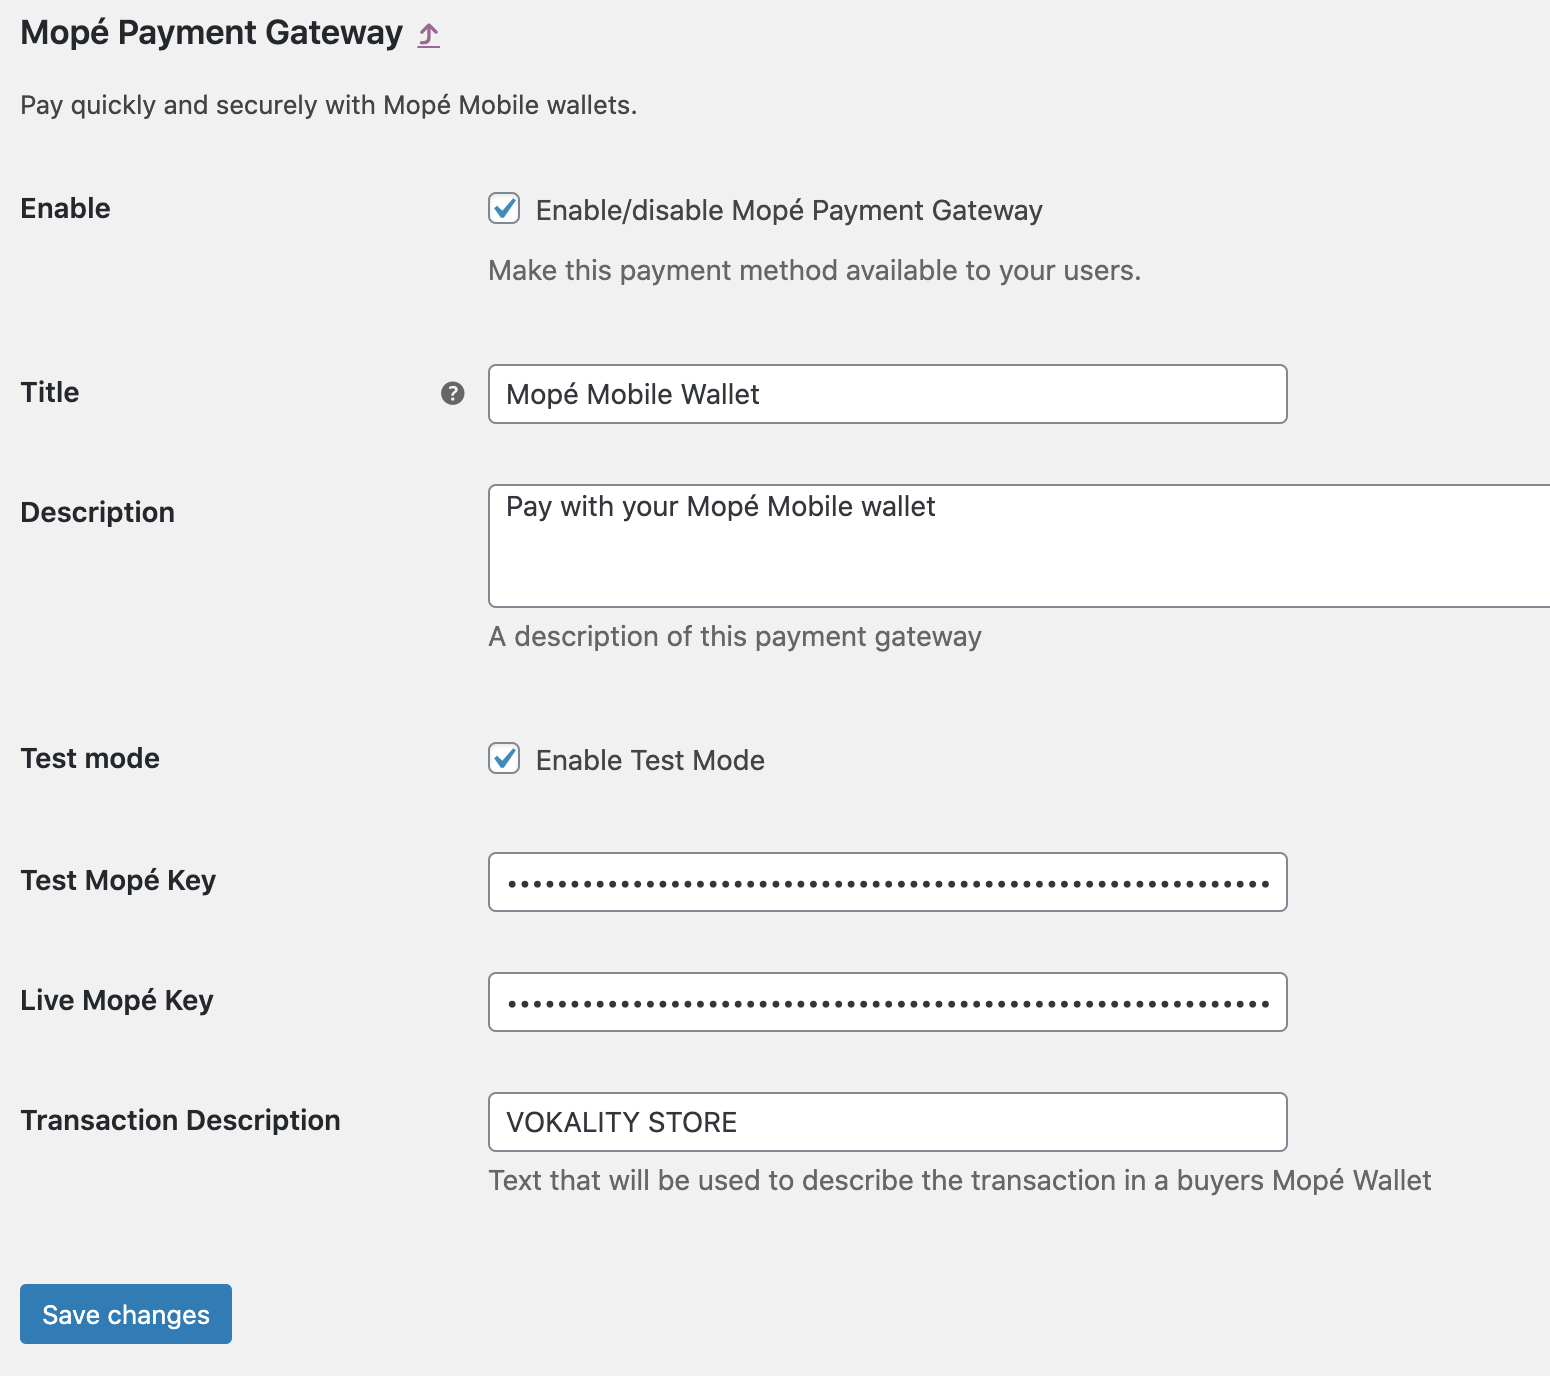 Mopé Payment Gateway
Pay quickly and securely with Mopé Mobile wallets.
Enable
Enable/disable Mopé Payment Gateway
Make this payment method available to your users.
Title
Mopé Mobile Wallet
Description
Pay with your Mopé Mobile wallet
A description of this payment gateway
Test mode
Enable Test Mode
Test Mopé Key
Live Mopé Key
Transaction Description
VOKALITY STORE
Text that will be used to describe the transaction in a buyers Mopé Wallet
Save changes